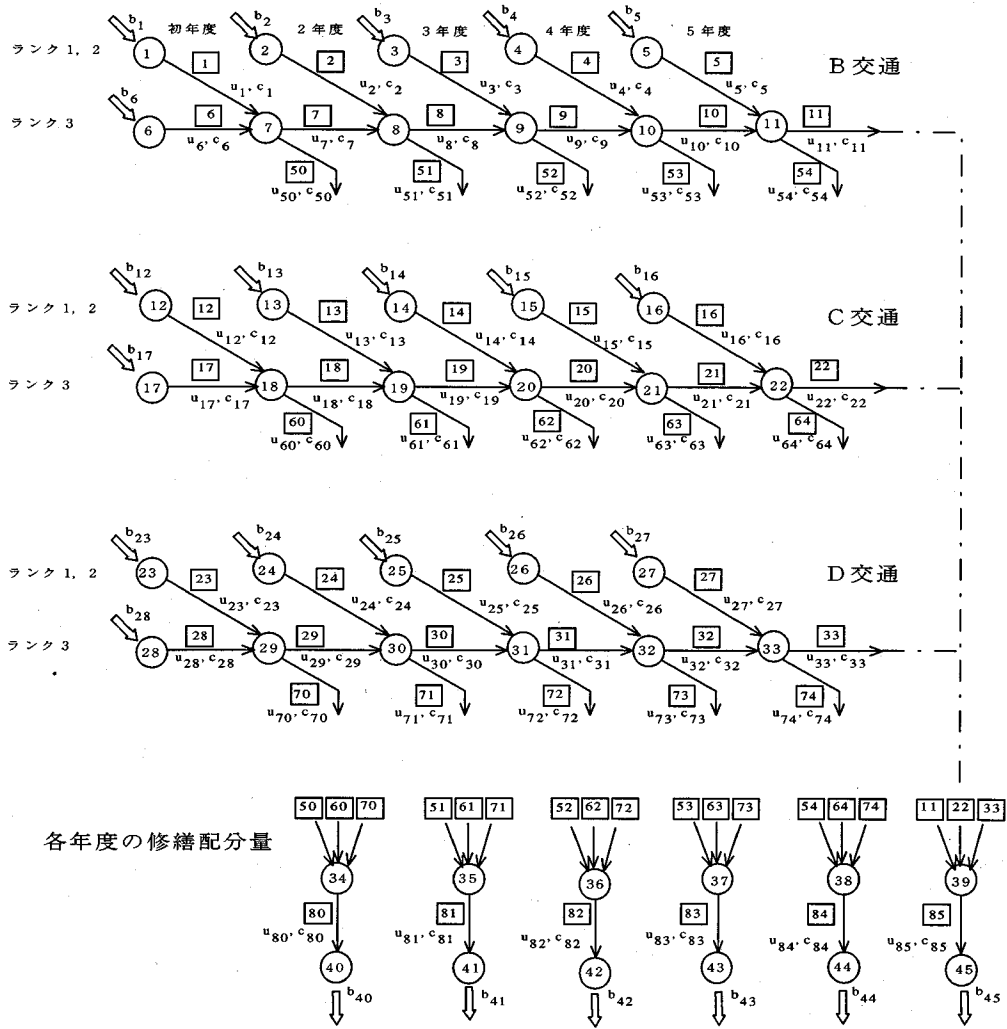 b1 初年度 b2 2年度 b3 3年度 b4 4年度 b5 5年度
ランク1, 2 1 1 2 2 3 3 4 4 5 5 B交通
u1, c1 u2, c2 u3, c3 u4, c4 u5, c5
b6
ランク3 6 6 7 7 8 8 9 9 10 10 11 11
u6, c6 u7, c7 u8, c8 u9, c9 u10, c10 u11, c11
50 51 52 53 54
u50, c50 u51, c51 u52, c52 u53, c53 u54, c54
b12 b13 b14 b15 b16
ランク1, 2 12 12 13 13 14 14 15 15 16 16 C交通
u12, c12 u13, c13 u14, c14 u15, c15 u16, c16
b17
ランク3 17 17 18 18 19 19 20 20 21 21 22 22
u17, c17 u18, c18 u19, c19 u20, c20 u21, c21 u22, c22
60 61 62 63 64
u60, c60 u61, c61 u62, c62 u63, c63 u64, c64
b23 b24 b25 b26 b27
ランク1, 2 23 23 24 24 25 25 26 26 27 27 D交通
u23, c23 u24, c24 u25, c25 u26, c26 u27, c27
b28
ランク3 28 28 29 29 30 30 31 31 32 32 33 33
u28, c28 u29, c29 u30, c30 u31, c31 u32, c32 u33, c33
70 71 72 73 74
u70, c70 u71, c71 u72, c72 u73, c73 u74, c74
50 60 70 51 61 71 52 62 72 53 63 73 54 64 74 11 22 33
各年度の修繕配分量
34 35 36 37 38 39
80 81 82 83 84 85
u80, c80 u81, c81 u82, c82 u83, c83 u84, c84 u85, c85
40 41 42 43 44 45
b40 b41 b42 b43 b44 b45